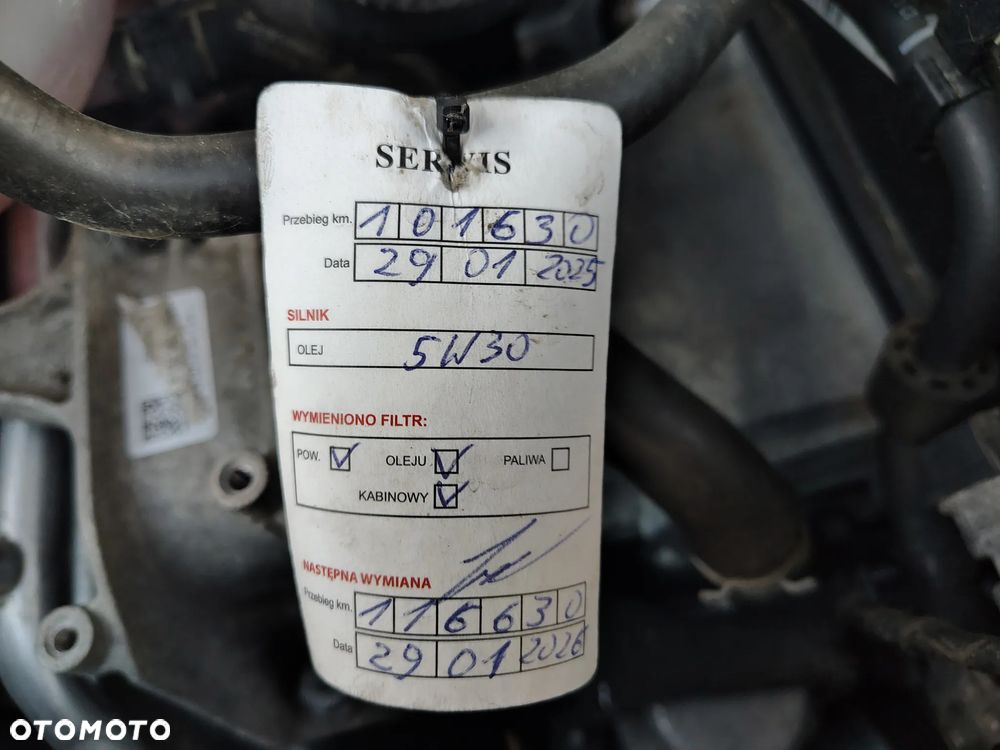 SERWIS
Przebieg km. 101630
Data 29 01 2025
SILNIK
OLEJ 5W30
WYMIENIONO FILTR:
POW. OLEJU PALIWA
KABINOWY
NASTĘPNA WYMIANA
Przebieg km. 116630
Data 29 01 2026
OTOMOTO